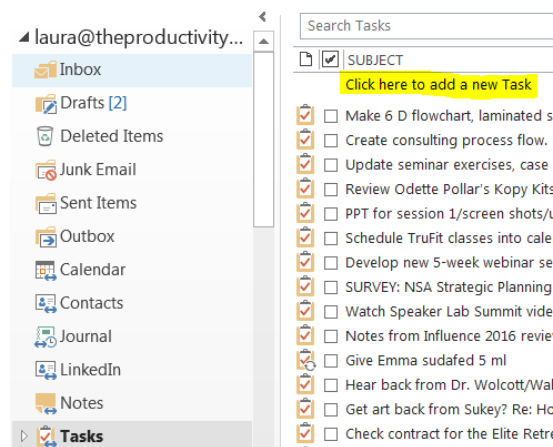 laura@theproductivity...
Inbox
Drafts [2]
Deleted Items
Junk Email
Sent Items
Outbox
Calendar
Contacts
Journal
LinkedIn
Notes
Tasks
Search Tasks
SUBJECT
Click here to add a new Task
Make 6 D flowchart, laminated s
Create consulting process flow.
Update seminar exercises, case
Review Odette Pollar's Kopy Kits
PPT for session 1/screen shots/u
Schedule TruFit classes into cale
Develop new 5-week webinar se
SURVEY: NSA Strategic Planning
Watch Speaker Lab Summit vide
Notes from Influence 2016 revie
Give Emma sudafed 5 ml
Hear back from Dr. Wolcott/Wal
Get art back from Sukey? Re: Ho
Check contract for the Elite Retre